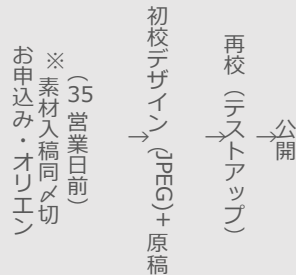 お申込み・オリエン
※素材入稿同〆切
(35営業日前)
→
初校デザイン(JPEG)+原稿
→
再校(テストアップ)
→
公開